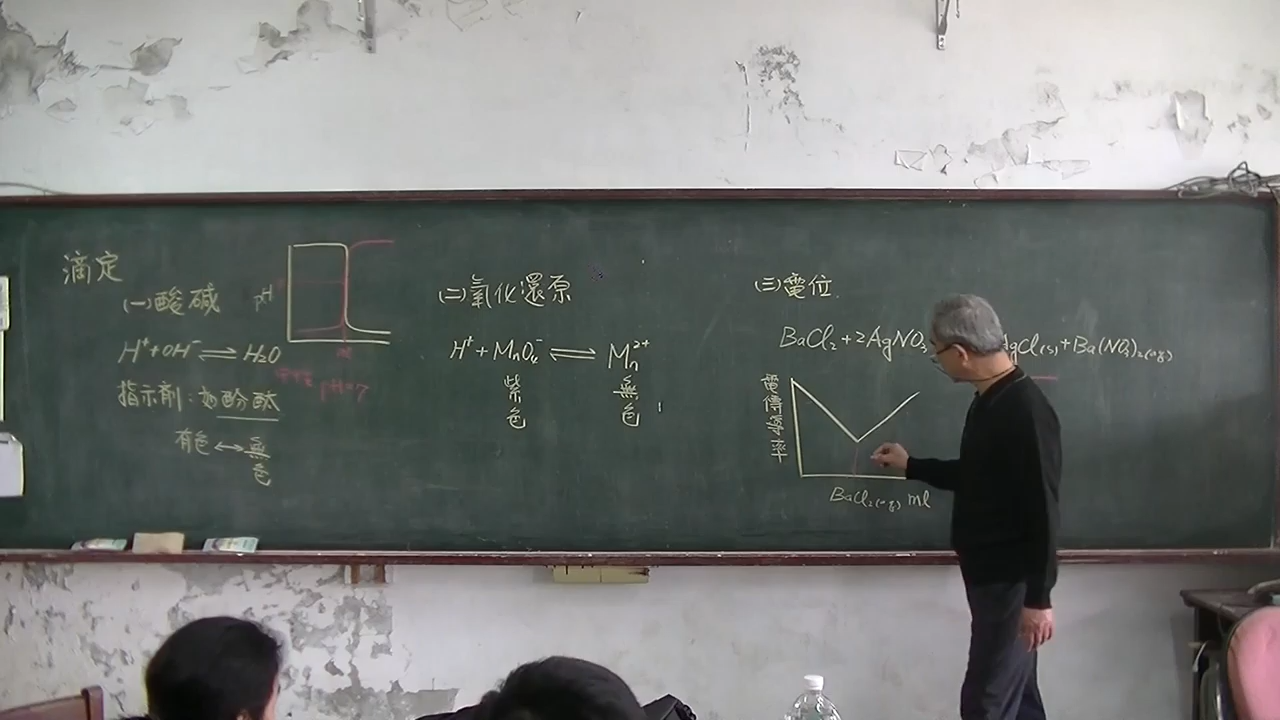 滴定
(一)酸碱
pH
H⁺+OH⁻⇌H₂O
pH=7
指示劑:如酚酞
有色↔無色
(二)氧化還原
H⁺+MnO₄⁻⇌Mn²⁺
紫色
無色
(三)電位
BaCl₂+2AgNO₃
AgCl(s)+Ba(NO₃)₂(aq)
電傳導率
BaCl₂(aq) ml